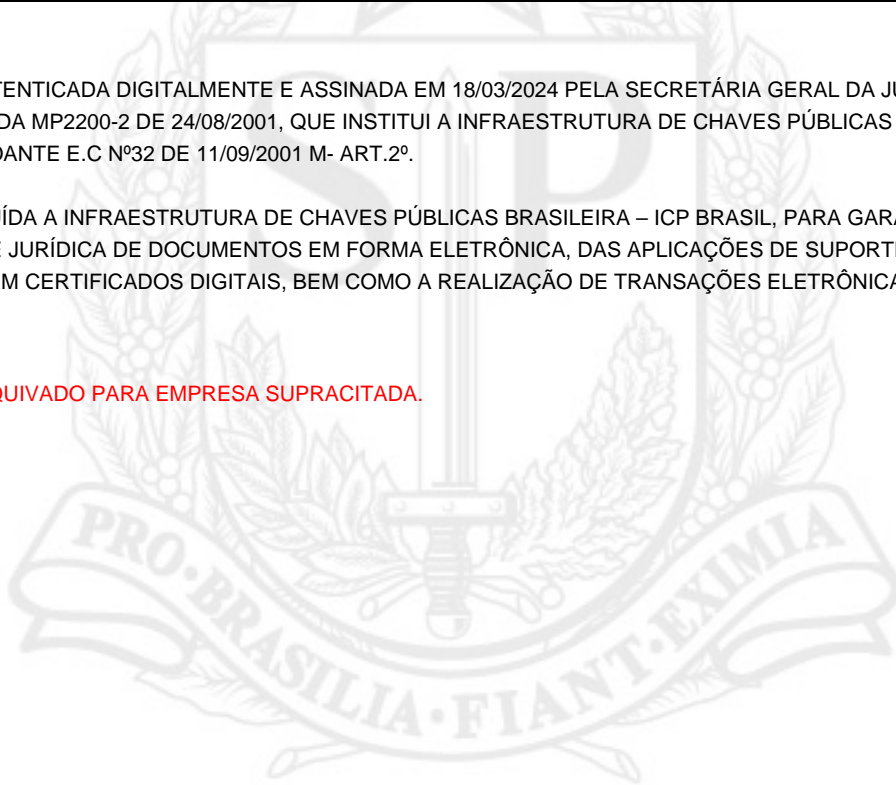 TENTICADA DIGITALMENTE E ASSINADA EM 18/03/2024 PELA SECRETÁRIA GERAL DA JU
DA MP2200-2 DE 24/08/2001, QUE INSTITUI A INFRAESTRUTURA DE CHAVES PÚBLICAS
DANTE E.C Nº32 DE 11/09/2001 M- ART.2º.
ÍDA A INFRAESTRUTURA DE CHAVES PÚBLICAS BRASILEIRA – ICP BRASIL, PARA GARA
E JURÍDICA DE DOCUMENTOS EM FORMA ELETRÔNICA, DAS APLICAÇÕES DE SUPORTE
M CERTIFICADOS DIGITAIS, BEM COMO A REALIZAÇÃO DE TRANSAÇÕES ELETRÔNICA
QUIVADO PARA EMPRESA SUPRACITADA.
SP
PRO·BRASILIA·FIANT·EXIMIA